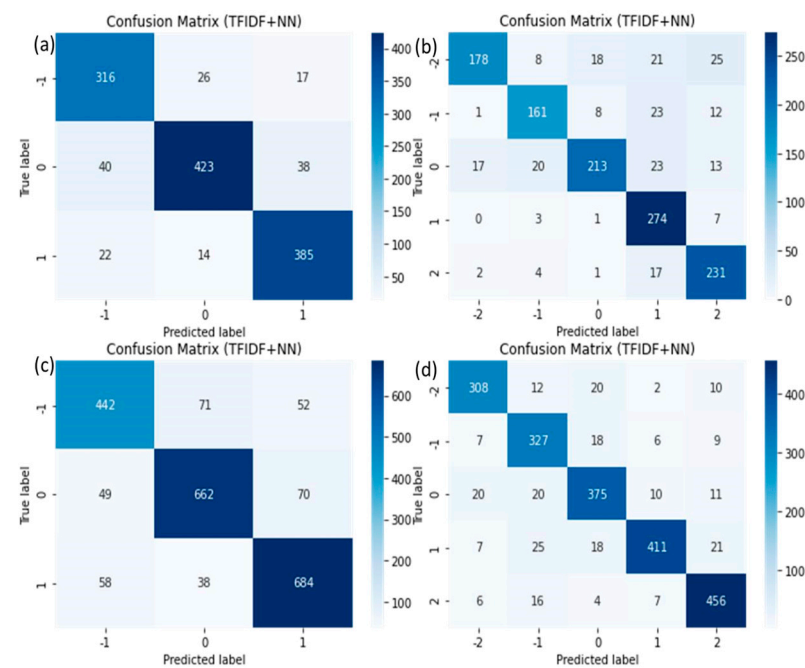 Confusion Matrix (TFIDF+NN)
(a)
-1 316 26 17
0 40 423 38
1 22 14 385
-1 0 1
True label
Predicted label
400
350
300
250
200
150
100
50
Confusion Matrix (TFIDF+NN)
(b)
-2 178 8 18 21 25
-1 1 161 8 23 12
0 17 20 213 23 13
1 0 3 1 274 7
2 2 4 1 17 231
-2 -1 0 1 2
True label
Predicted label
250
200
150
100
50
0
Confusion Matrix (TFIDF+NN)
(c)
-1 442 71 52
0 49 662 70
1 58 38 684
-1 0 1
True label
Predicted label
600
500
400
300
200
100
Confusion Matrix (TFIDF+NN)
(d)
-2 308 12 20 2 10
-1 7 327 18 6 9
0 20 20 375 10 11
1 7 25 18 411 21
2 6 16 4 7 456
-2 -1 0 1 2
True label
Predicted label
400
300
200
100